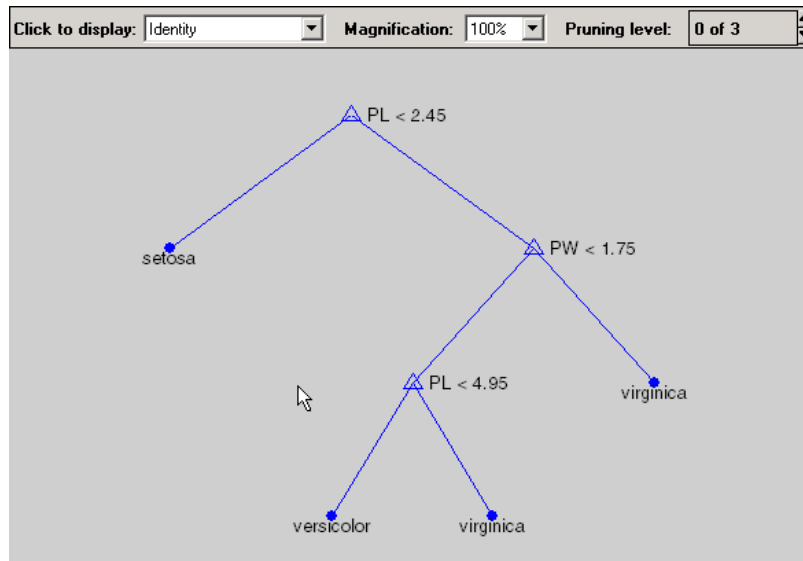 Click to display: Identity Magnification: 100% Pruning level: 0 of 3
PL < 2.45
setosa
PW < 1.75
PL < 4.95
virginica
versicolor
virginica